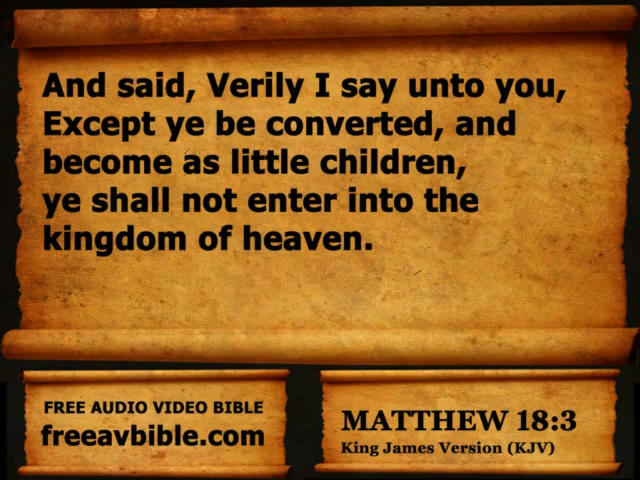 And said, Verily I say unto you,
Except ye be converted, and
become as little children,
ye shall not enter into the
kingdom of heaven.
FREE AUDIO VIDEO BIBLE
freeavbible.com
MATTHEW 18:3
King James Version (KJV)